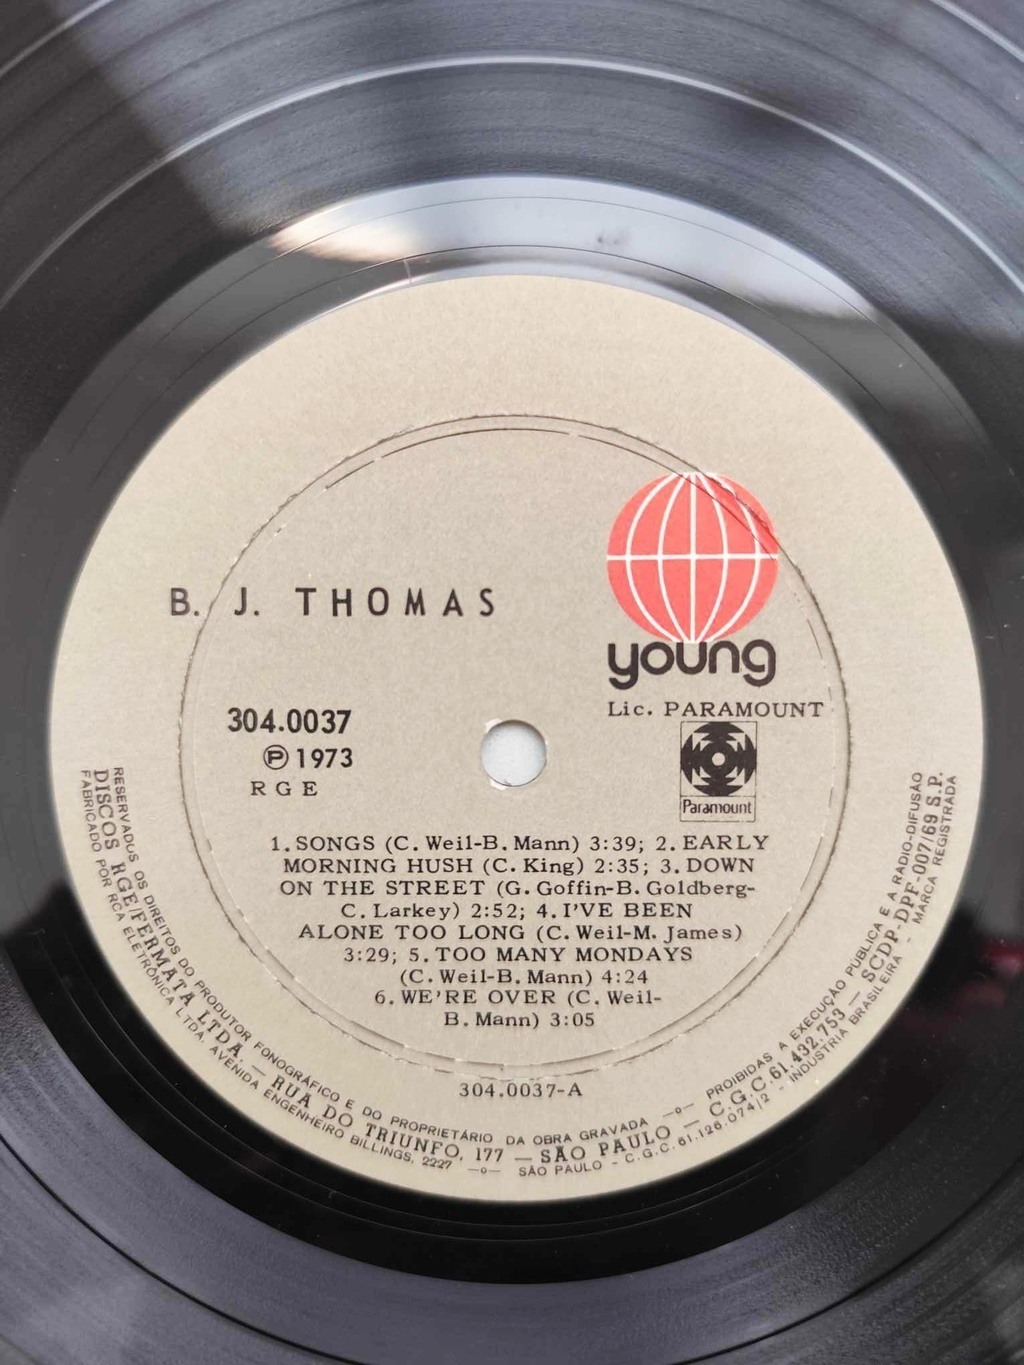 B. J. THOMAS
young
Lic. PARAMOUNT
Paramount
304.0037
Ⓟ 1973
RGE
1. SONGS (C. Weil-B. Mann) 3:39; 2. EARLY
MORNING HUSH (C. King) 2:35; 3. DOWN
ON THE STREET (G. Goffin-B. Goldberg-
C. Larkey) 2:52; 4. I'VE BEEN
ALONE TOO LONG (C. Weil-M. James)
3:29; 5. TOO MANY MONDAYS
(C. Weil-B. Mann) 4:24
6. WE'RE OVER (C. Weil-
B. Mann) 3:05
304.0037-A
RESERVADOS OS DIREITOS DO PRODUTOR FONOGRÁFICO E DO PROPRIETÁRIO DA OBRA GRAVADA —o— PROIBIDAS A EXECUÇÃO PÚBLICA E A RADIO-DIFUSÃO
DISCOS RGE/FERMATA LTDA. — RUA DO TRIUNFO, 177 — SÃO PAULO — C.G.C. 61.432.753 — SCDP-DPF-007/69 S.P.
FABRICADO POR RCA ELETRÔNICA LTDA. AVENIDA ENGENHEIRO BILLINGS, 2227 —o— SÃO PAULO - C.G.C. 61.126.074/2 - INDÚSTRIA BRASILEIRA - MARCA REGISTRADA